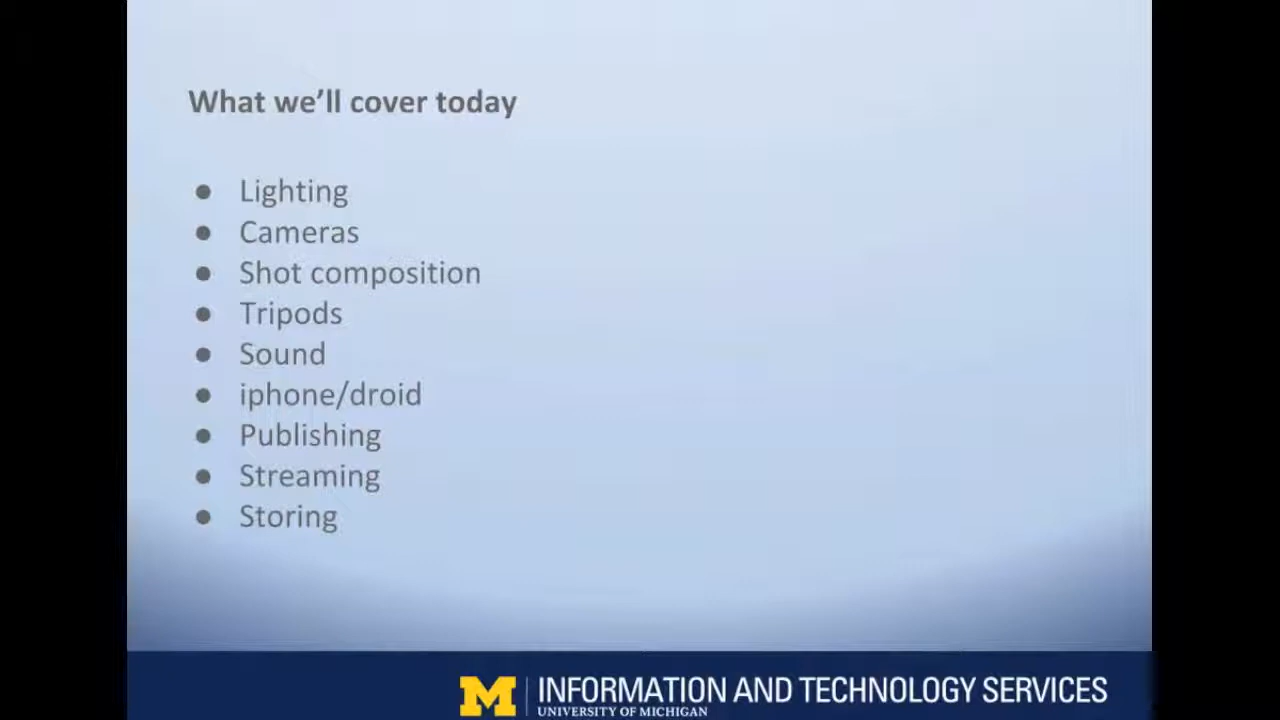 What we'll cover today
● Lighting
● Cameras
● Shot composition
● Tripods
● Sound
● iphone/droid
● Publishing
● Streaming
● Storing
M INFORMATION AND TECHNOLOGY SERVICES
UNIVERSITY OF MICHIGAN